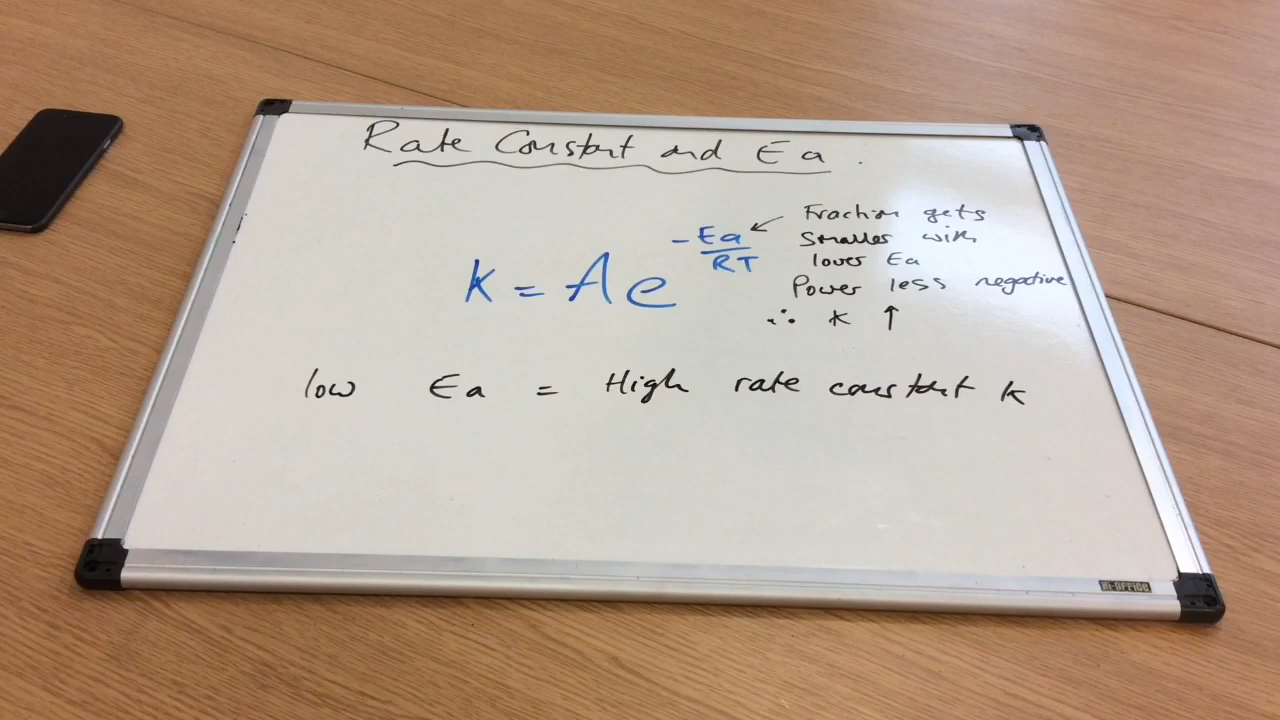 Rate Constant and Ea.
K = Ae^-Ea/RT
Fraction gets
smaller with
lower Ea
Power less negative
∴ K ↑
low Ea = High rate constant k
BI-OFFICE